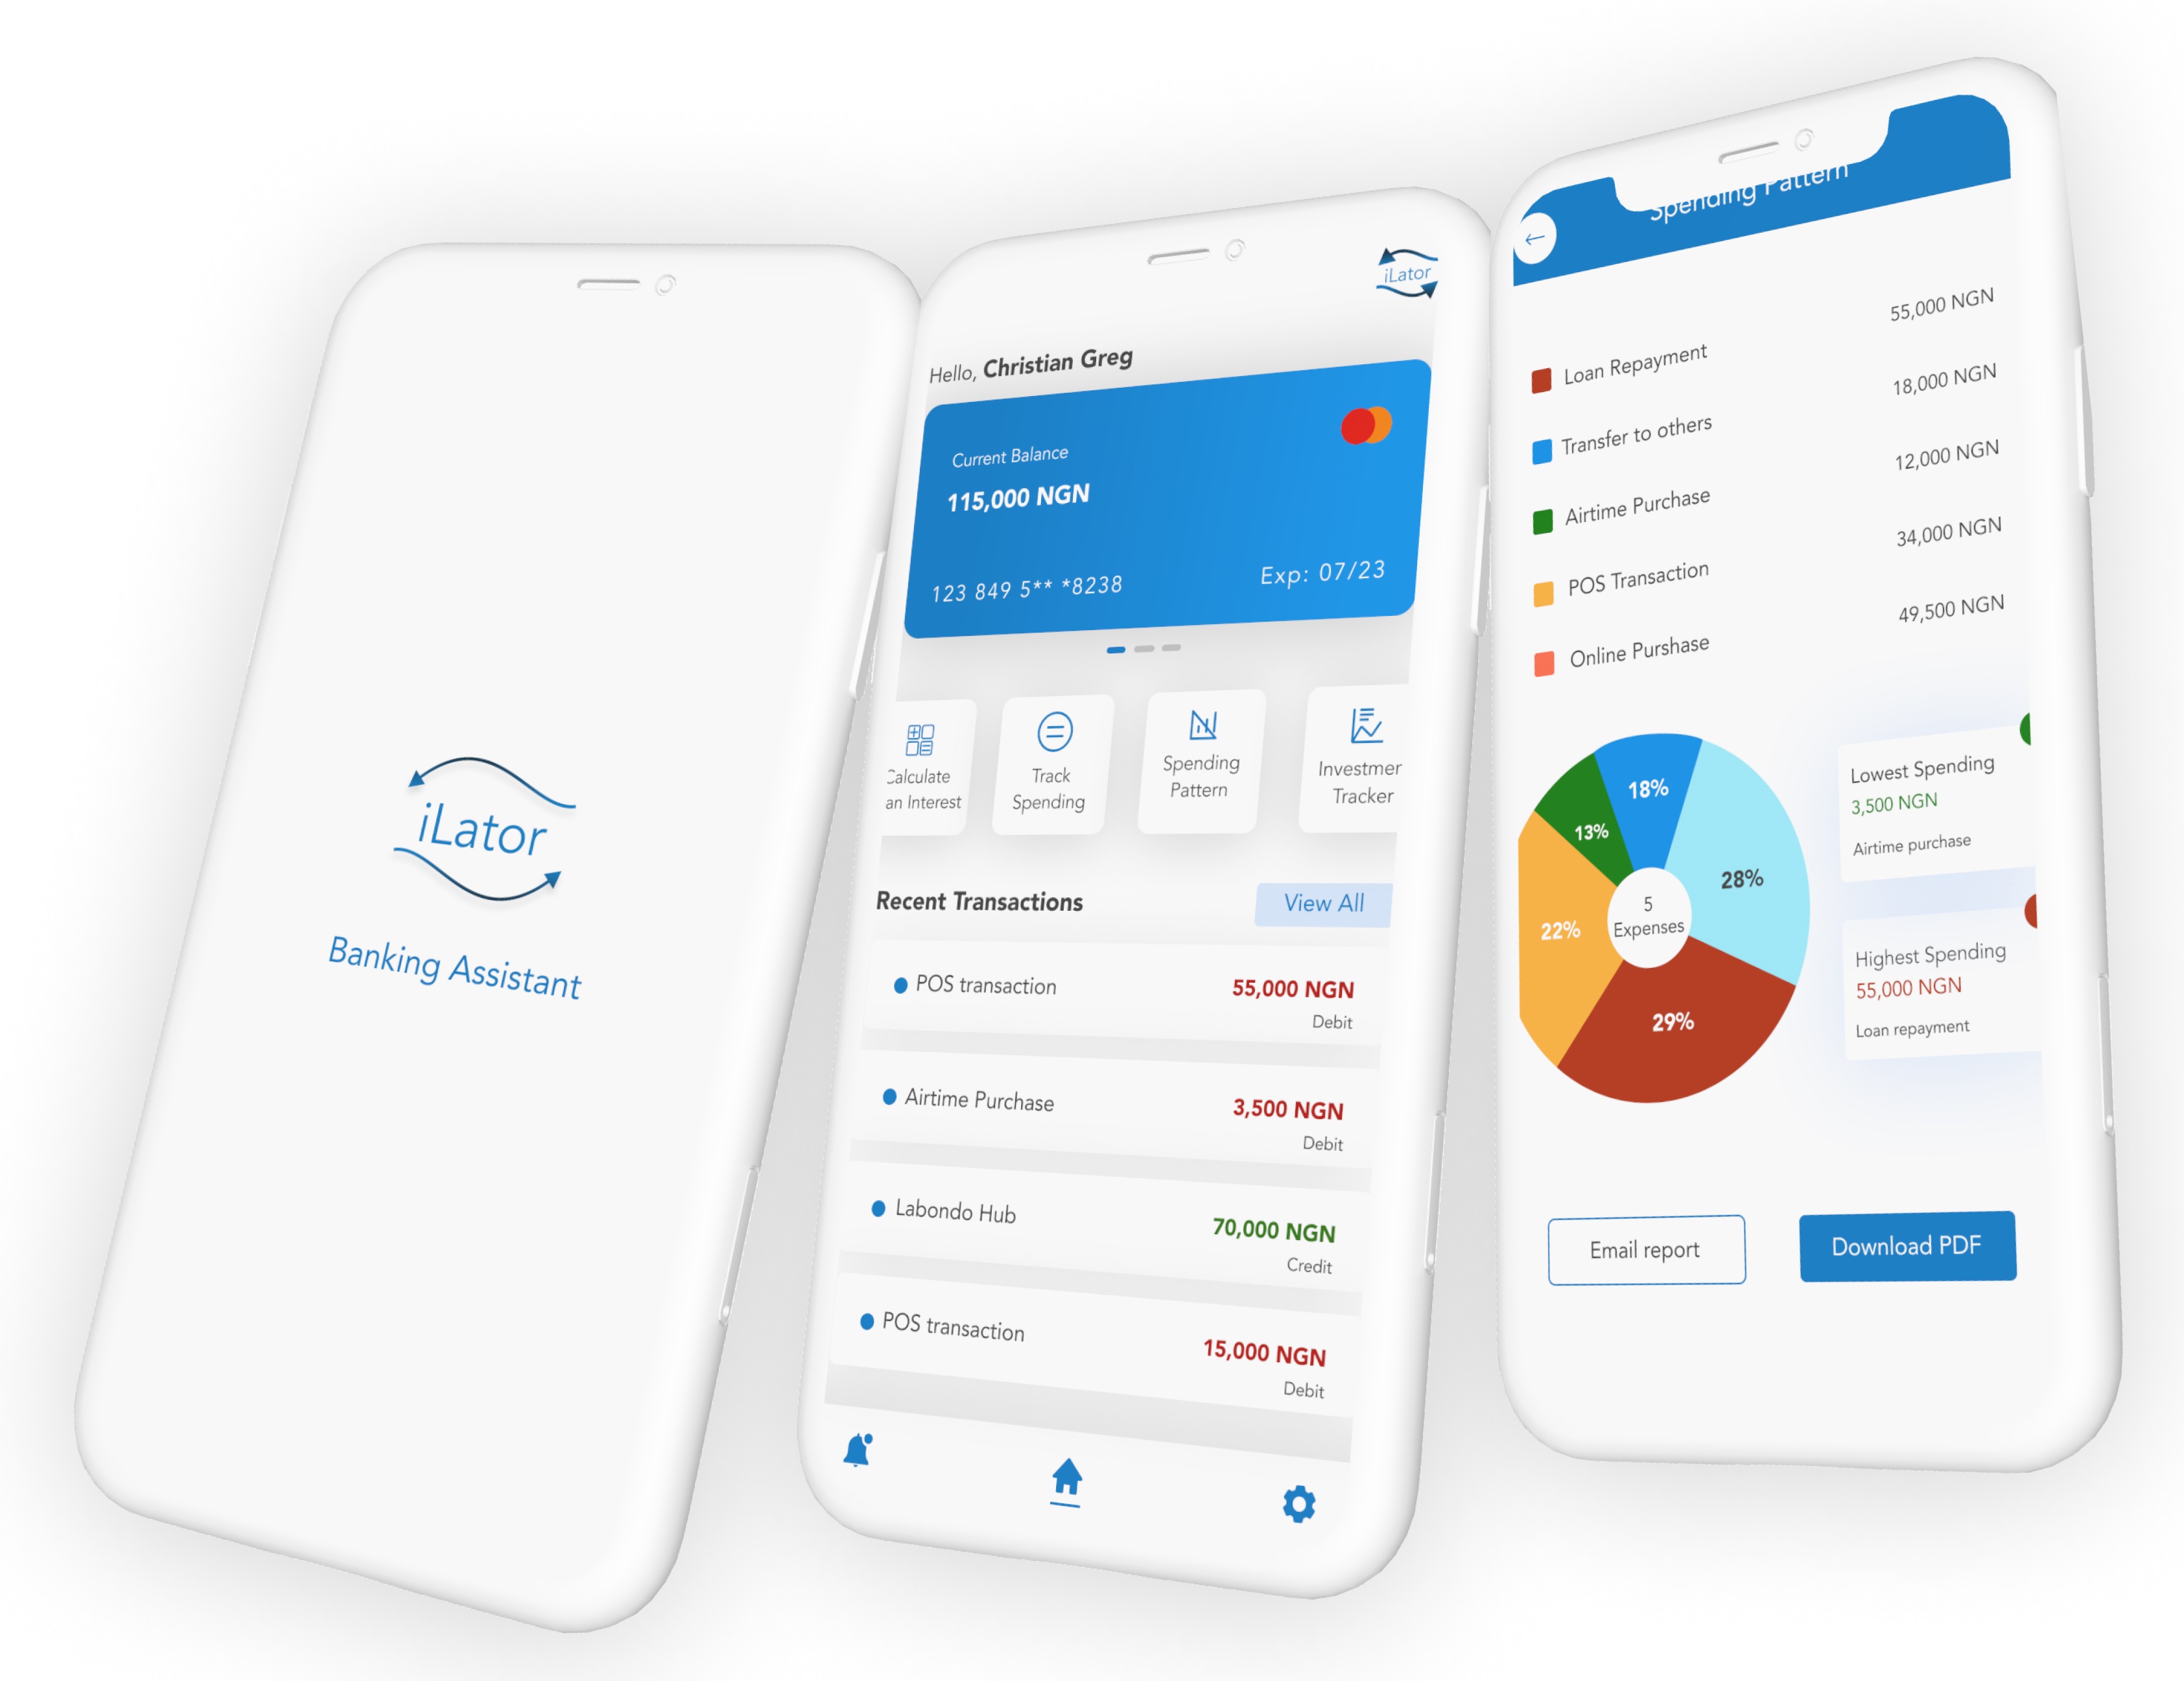 iLator
Banking Assistant
iLator
Hello, Christian Greg
Current Balance
115,000 NGN
123 849 5** *8238
Exp: 07/23
Calculate
an Interest
Track
Spending
Spending
Pattern
Investmer
Tracker
Recent Transactions
View All
POS transaction
55,000 NGN
Debit
Airtime Purchase
3,500 NGN
Debit
Labondo Hub
70,000 NGN
Credit
POS transaction
15,000 NGN
Debit
Spending Pattern
Loan Repayment
55,000 NGN
Transfer to others
18,000 NGN
Airtime Purchase
12,000 NGN
POS Transaction
34,000 NGN
Online Purshase
49,500 NGN
18%
13%
28%
22%
29%
5
Expenses
Lowest Spending
3,500 NGN
Airtime purchase
Highest Spending
55,000 NGN
Loan repayment
Email report
Download PDF